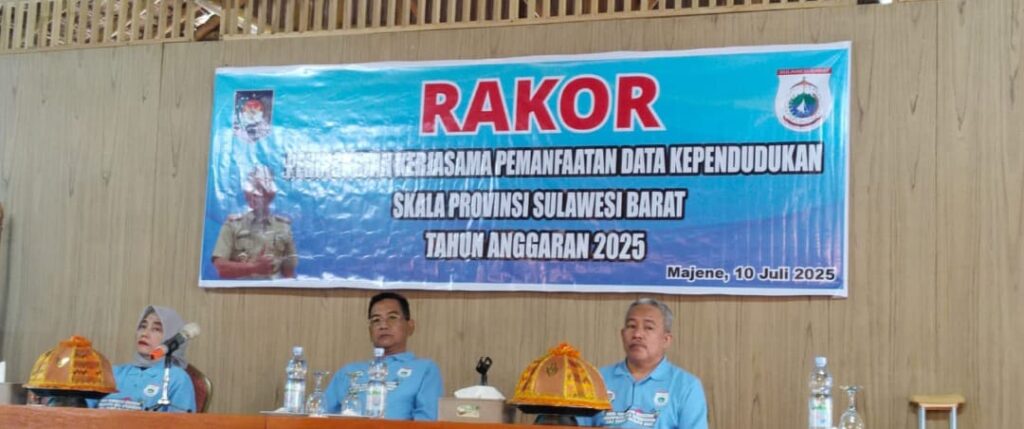 RAKOR
KERJASAMA PEMANFAATAN DATA KEPENDUDUKAN
SKALA PROVINSI SULAWESI BARAT
TAHUN ANGGARAN 2025
Majene, 10 Juli 2025